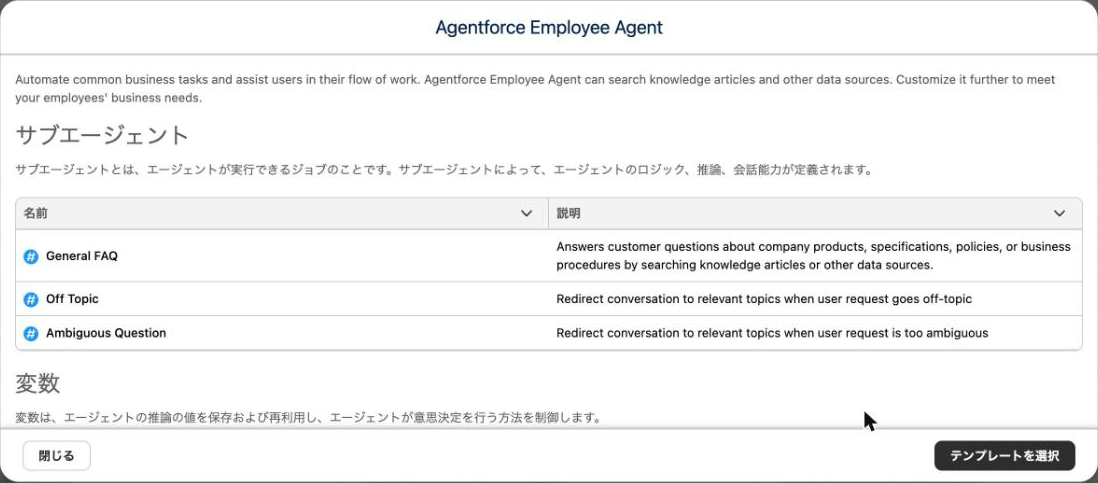 Agentforce Employee Agent
Automate common business tasks and assist users in their flow of work. Agentforce Employee Agent can search knowledge articles and other data sources. Customize it further to meet
your employees' business needs.
サブエージェント
サブエージェントとは、エージェントが実行できるジョブのことです。サブエージェントによって、エージェントのロジック、推論、会話能力が定義されます。
名前 説明
General FAQ Answers customer questions about company products, specifications, policies, or business
procedures by searching knowledge articles or other data sources.
Off Topic Redirect conversation to relevant topics when user request goes off-topic
Ambiguous Question Redirect conversation to relevant topics when user request is too ambiguous
変数
変数は、エージェントの推論の値を保存および再利用し、エージェントが意思決定を行う方法を制御します。
閉じる テンプレートを選択